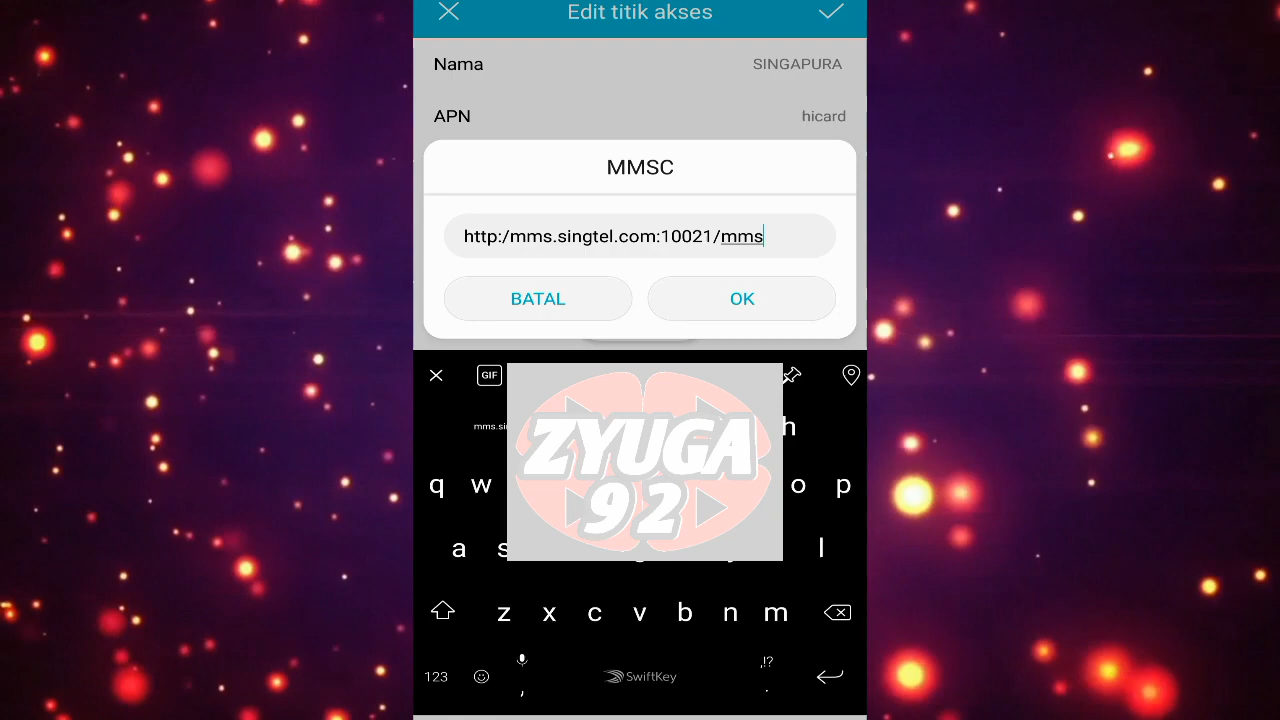 Edit titik akses
Nama SINGAPURA
APN hicard
MMSC
http:/mms.singtel.com:10021/mms
BATAL OK
GIF
ZYUGA
92
q w o p
a l
z x c v b n m
123 , SwiftKey ,!? .